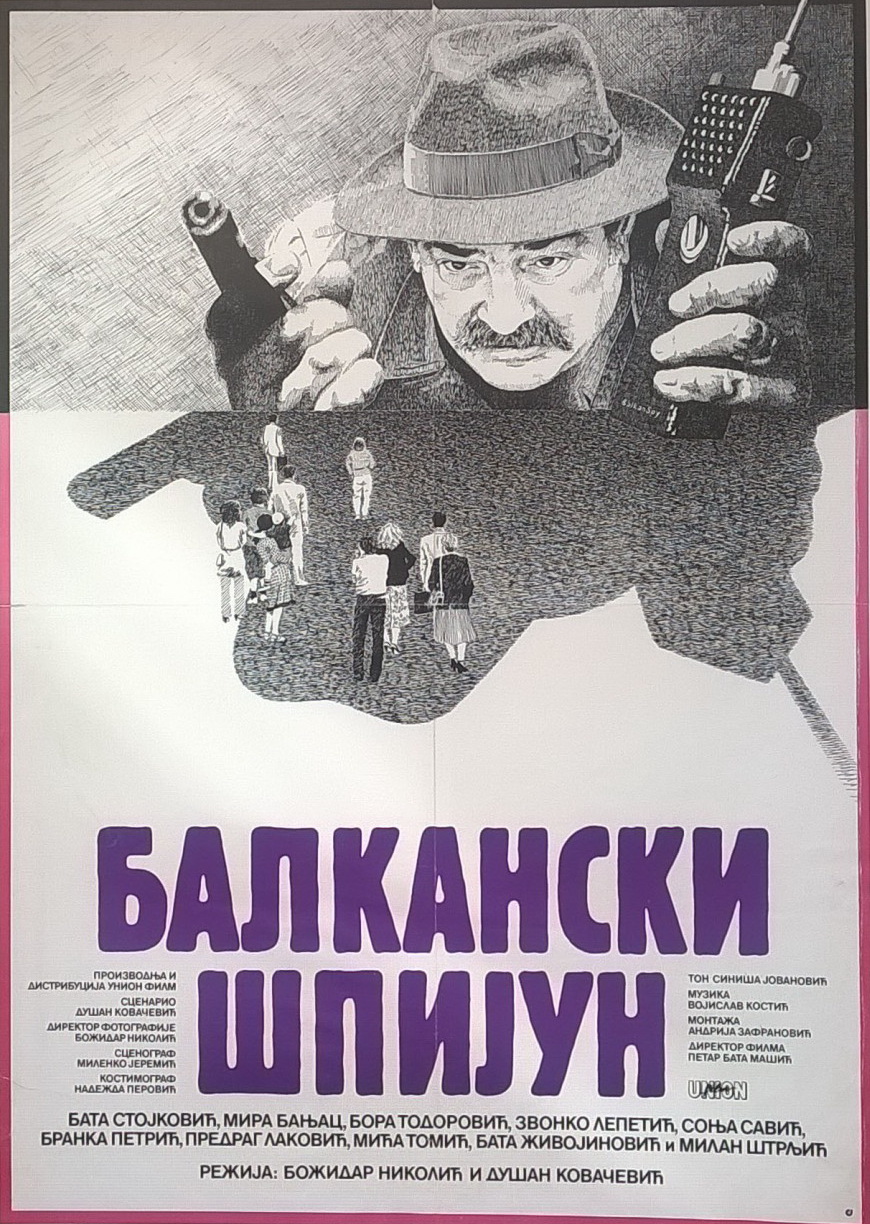 БАЛКАНСКИ
ШПИЈУН
ПРОИЗВОДЊА И
ДИСТРИБУЦИЈА УНИОН ФИЛМ
СЦЕНАРИО
ДУШАН КОВАЧЕВИЋ
ДИРЕКТОР ФОТОГРАФИЈЕ
БОЖИДАР НИКОЛИЋ
СЦЕНОГРАФ
МИЛЕНКО ЈЕРЕМИЋ
КОСТИМОГРАФ
НАДЕЖДА ПЕРОВИЋ
ТОН СИНИША ЈОВАНОВИЋ
МУЗИКА
ВОЈИСЛАВ КОСТИЋ
МОНТАЖА
АНДРИЈА ЗАФРАНОВИЋ
ДИРЕКТОР ФИЛМА
ПЕТАР БАТА МАШИЋ
UNION
БАТА СТОЈКОВИЋ, МИРА БАЊАЦ, БОРА ТОДОРОВИЋ, ЗВОНКО ЛЕПЕТИЋ, СОЊА САВИЋ,
БРАНКА ПЕТРИЋ, ПРЕДРАГ ЛАКОВИЋ, МИЋА ТОМИЋ, БАТА ЖИВОЈИНОВИЋ И МИЛАН ШТРЉИЋ
РЕЖИЈА: БОЖИДАР НИКОЛИЋ И ДУШАН КОВАЧЕВИЋ